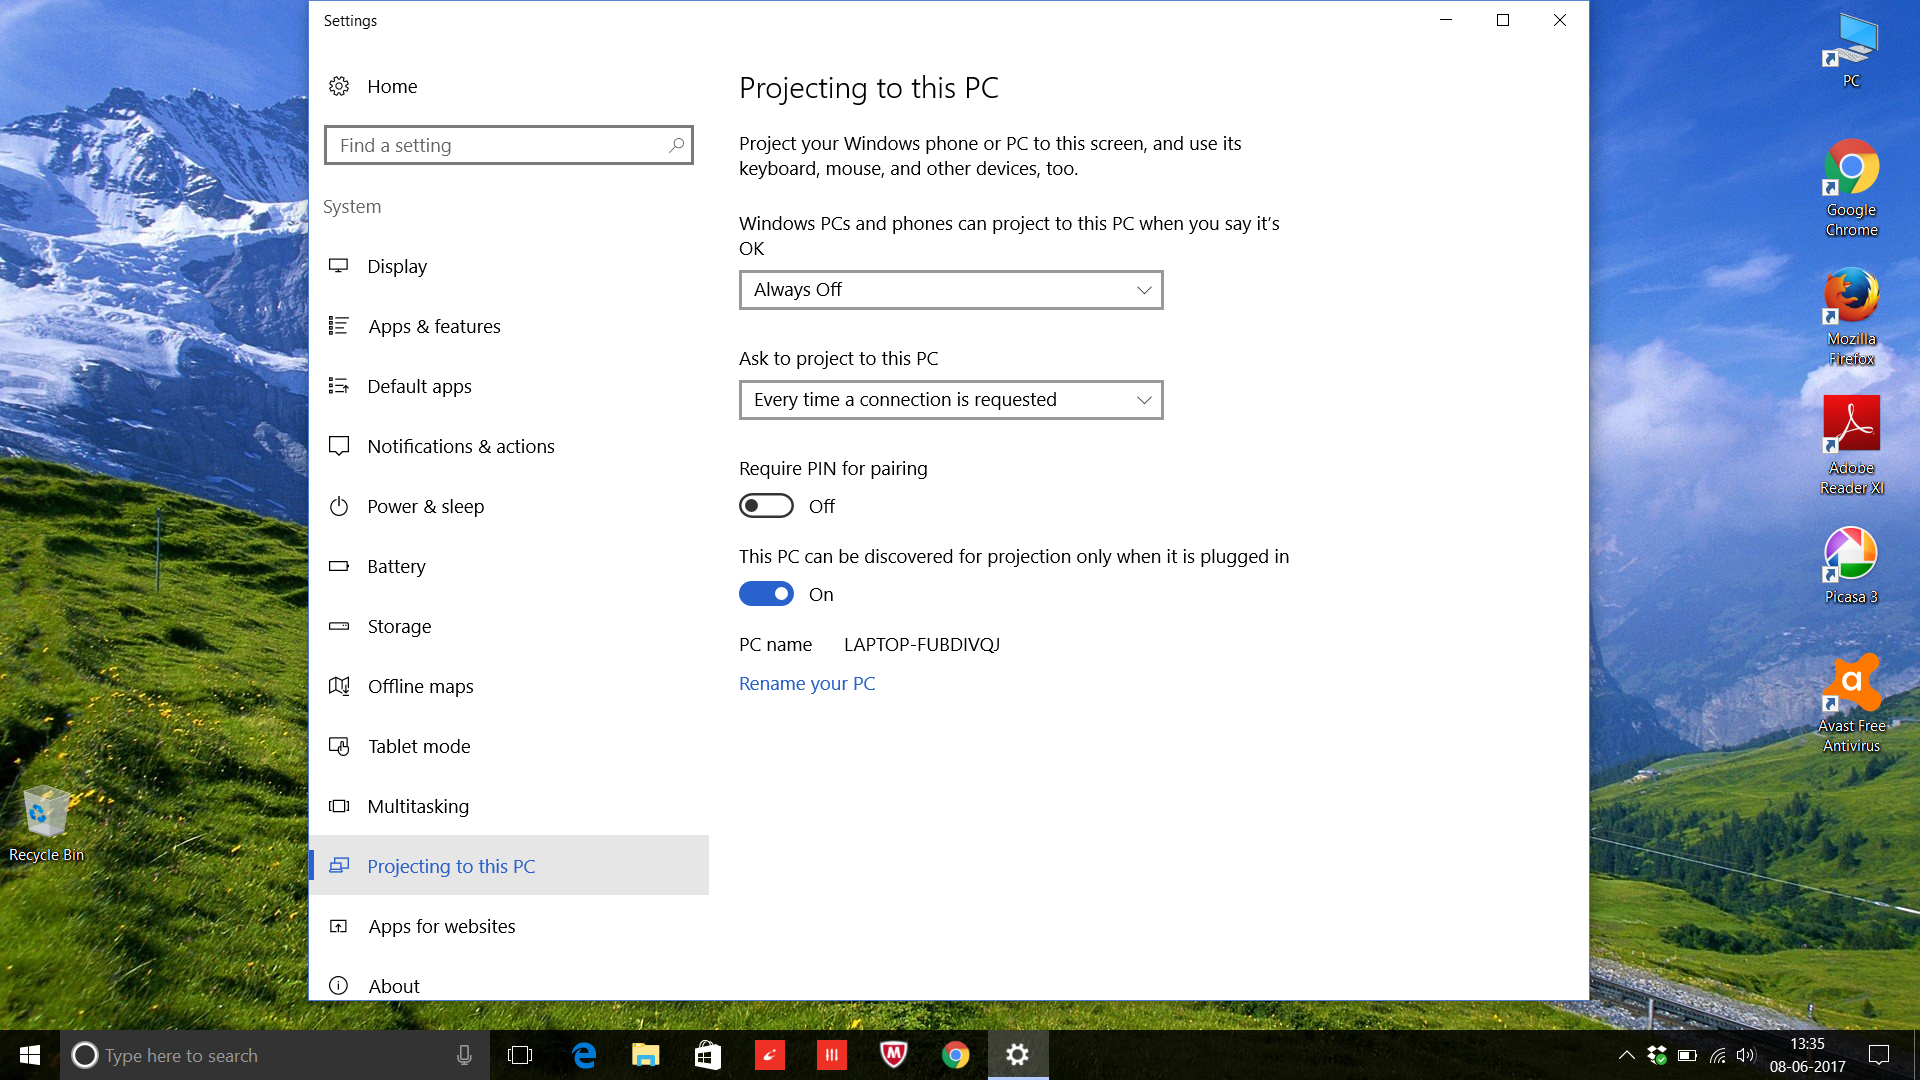 Settings
Home
Find a setting
System
Display
Apps & features
Default apps
Notifications & actions
Power & sleep
Battery
Storage
Offline maps
Tablet mode
Multitasking
Projecting to this PC
Apps for websites
About
Projecting to this PC
Project your Windows phone or PC to this screen, and use its
keyboard, mouse, and other devices, too.
Windows PCs and phones can project to this PC when you say it’s
OK
Always Off
Ask to project to this PC
Every time a connection is requested
Require PIN for pairing
Off
This PC can be discovered for projection only when it is plugged in
On
PC name LAPTOP-FUBDIVQJ
Rename your PC
PC
Google
Chrome
Mozilla
Firefox
Adobe
Reader XI
Picasa 3
Avast Free
Antivirus
Recycle Bin
Type here to search
13:35
08-06-2017